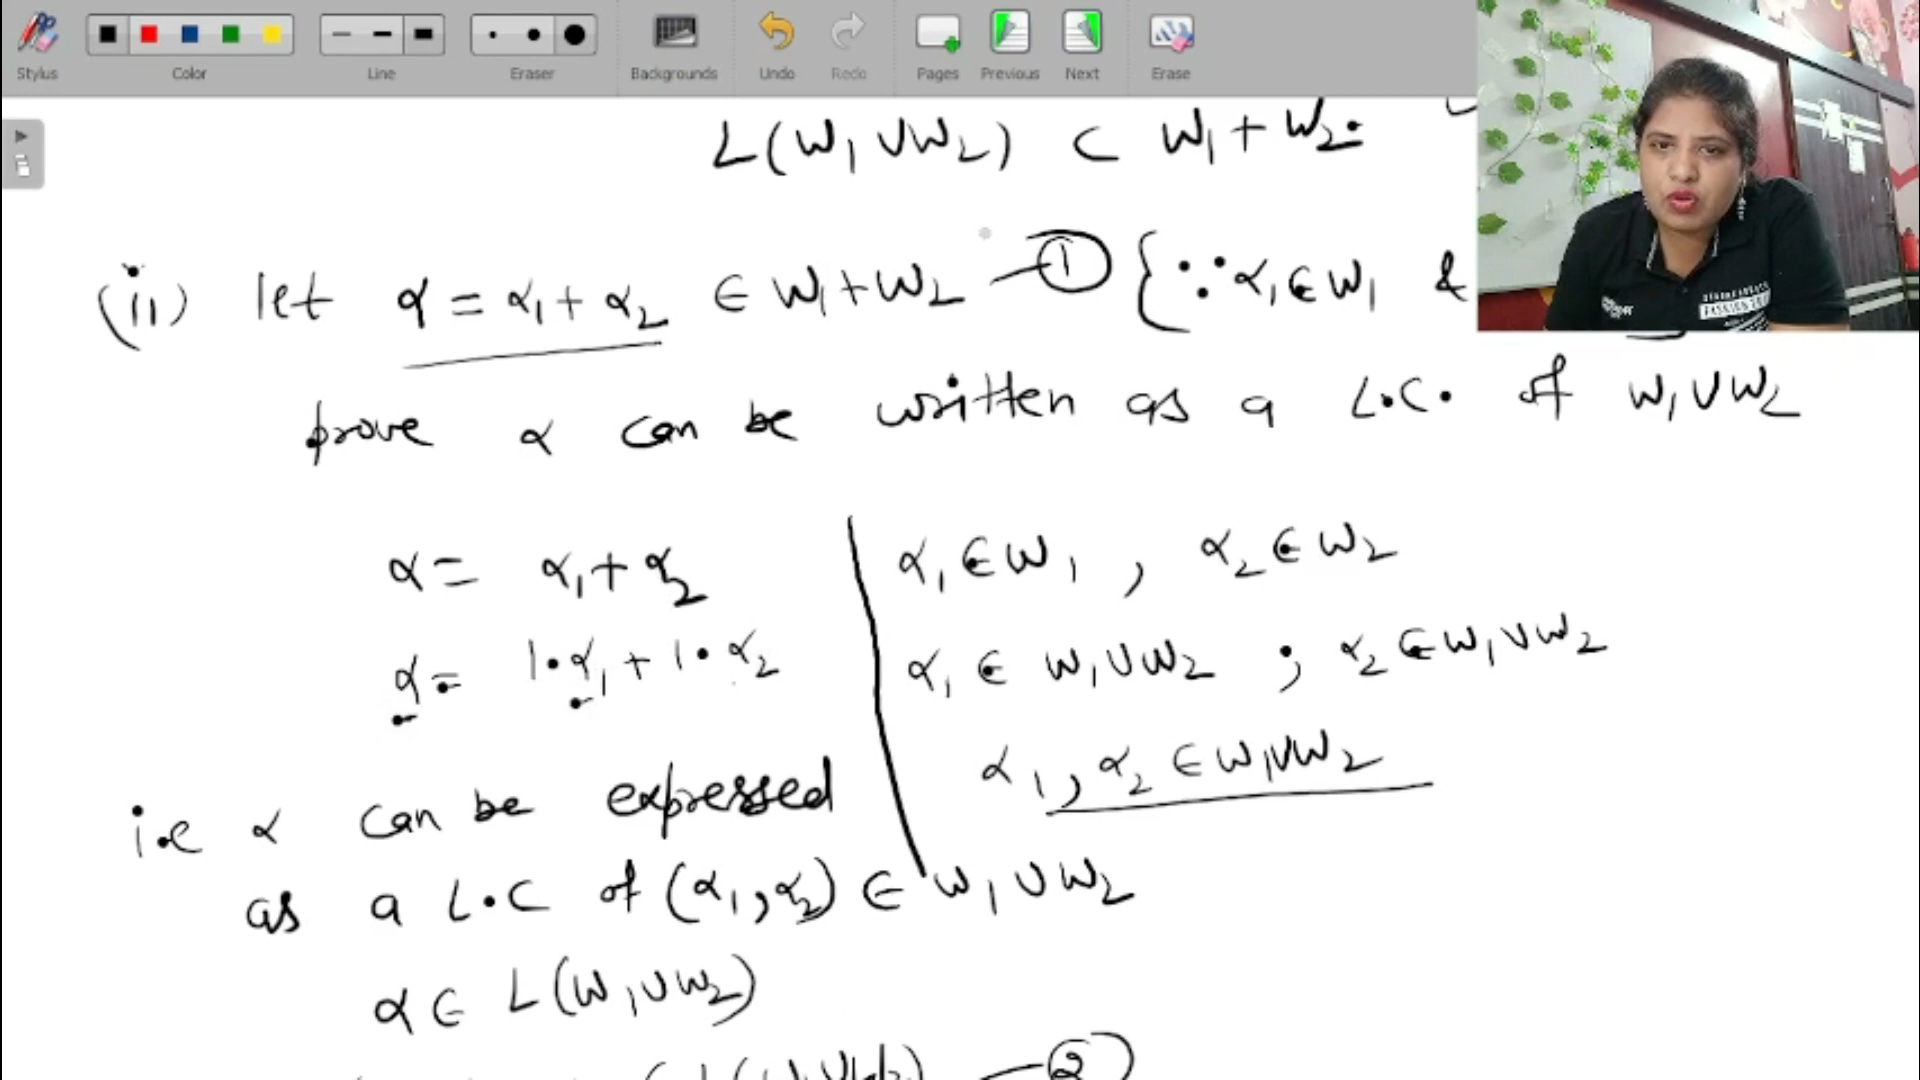 Stylus Color Line Eraser Backgrounds Undo Redo Pages Previous Next Erase
L(W₁ ∪ W₂) ⊂ W₁ + W₂.
(ii) let α = α₁ + α₂ ∈ W₁ + W₂ — ① {∵ α₁ ∈ W₁ &
prove α can be written as a L.C. of W₁ ∪ W₂
α = α₁ + α₂
α = 1·α₁ + 1·α₂
i.e α can be expressed
as a L.C of (α₁, α₂) ∈ W₁ ∪ W₂
α ∈ L(W₁ ∪ W₂)
α₁ ∈ W₁ , α₂ ∈ W₂
α₁ ∈ W₁ ∪ W₂ ; α₂ ∈ W₁ ∪ W₂
α₁, α₂ ∈ W₁ ∪ W₂
L(W₁ ∪ W₂) — ②